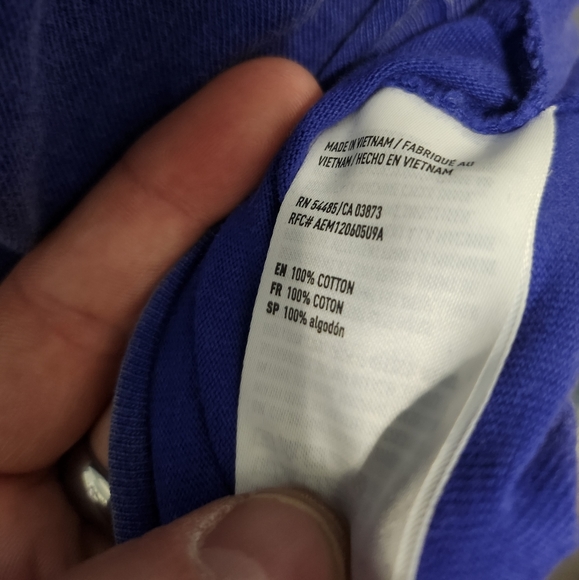 MADE IN VIETNAM / FABRIQUÉ AU
VIETNAM / HECHO EN VIETNAM
RN 54485 / CA 03873
RFC# AEM120605U9A
EN 100% COTTON
FR 100% COTON
SP 100% algodón